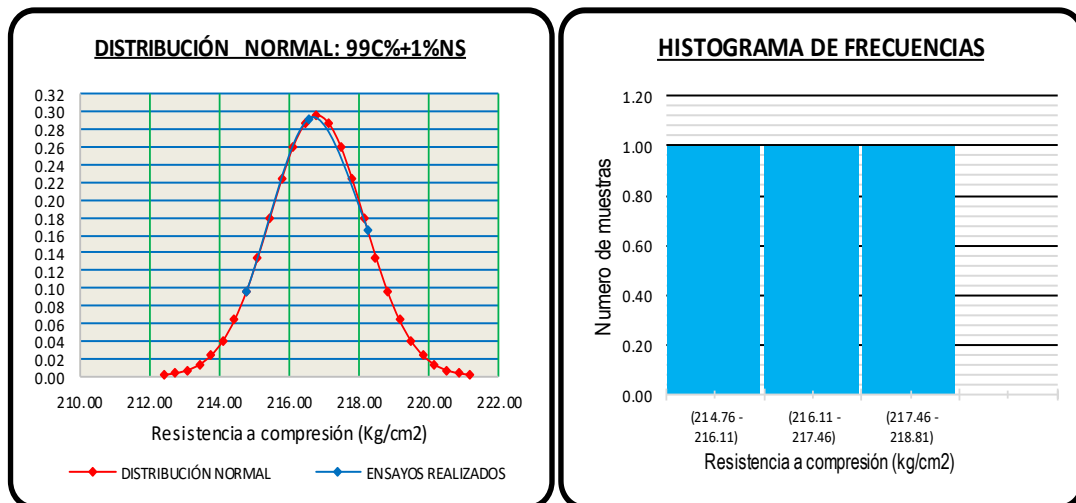 DISTRIBUCIÓN NORMAL: 99C%+1%NS
0.32
0.30
0.28
0.26
0.24
0.22
0.20
0.18
0.16
0.14
0.12
0.10
0.08
0.06
0.04
0.02
0.00
210.00 212.00 214.00 216.00 218.00 220.00 222.00
Resistencia a compresión (Kg/cm2)
DISTRIBUCIÓN NORMAL ENSAYOS REALIZADOS
HISTOGRAMA DE FRECUENCIAS
Numero de muestras
1.20
1.00
0.80
0.60
0.40
0.20
0.00
(214.76 - (216.11 - (217.46 -
216.11) 217.46) 218.81)
Resistencia a compresión (kg/cm2)